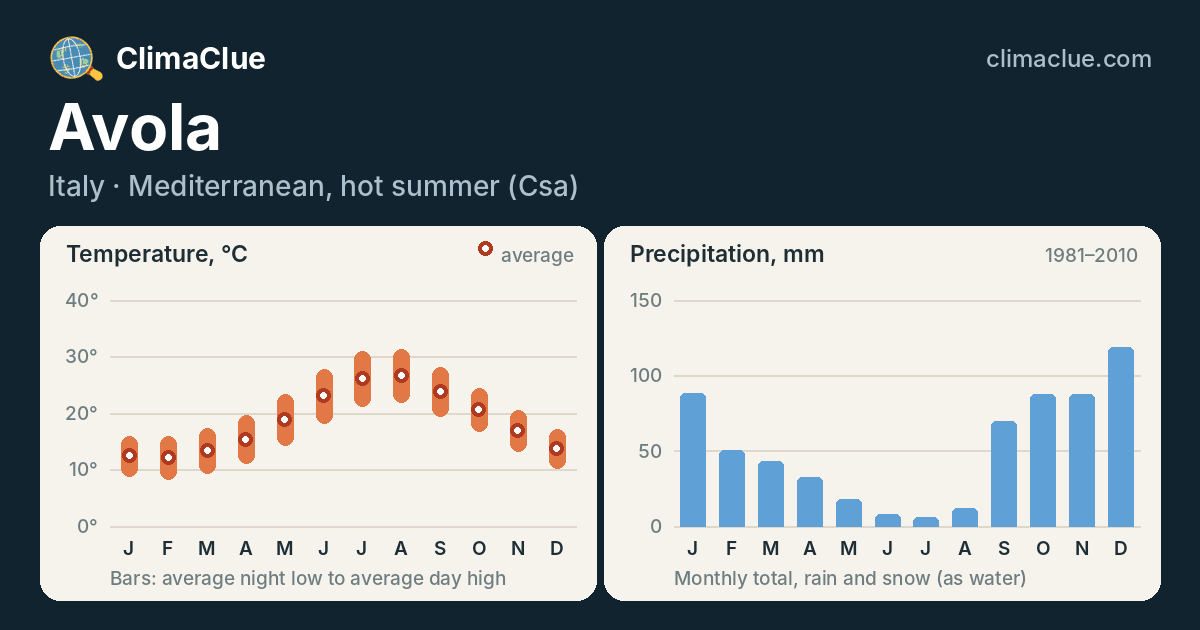 ClimaClue
climaclue.com
Avola
Italy · Mediterranean, hot summer (Csa)
Temperature, °C
average
40°
30°
20°
10°
0°
J F M A M J J A S O N D
Bars: average night low to average day high
Precipitation, mm
1981–2010
150
100
50
0
J F M A M J J A S O N D
Monthly total, rain and snow (as water)